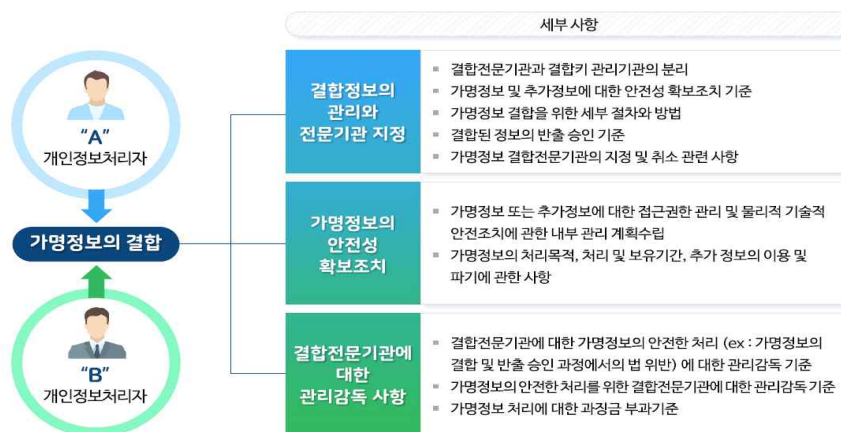 세부 사항
"A"
개인정보처리자
가명정보의 결합
"B"
개인정보처리자
결합정보의
관리와
전문기관 지정
결합전문기관과 결합키 관리기관의 분리
가명정보 및 추가정보에 대한 안전성 확보조치 기준
가명정보 결합을 위한 세부 절차와 방법
결합된 정보의 반출 승인 기준
가명정보 결합전문기관의 지정 및 취소 관련 사항
가명정보의
안전성
확보조치
가명정보 또는 추가정보에 대한 접근권한 관리 및 물리적 기술적
안전조치에 관한 내부 관리 계획수립
가명정보의 처리목적, 처리 및 보유기간, 추가 정보의 이용 및
파기에 관한 사항
결합전문기관에
대한
관리감독 사항
결합전문기관에 대한 가명정보의 안전한 처리 (ex : 가명정보의
결합 및 반출 승인 과정에서의 법 위반) 에 대한 관리감독 기준
가명정보의 안전한 처리를 위한 결합전문기관에 대한 관리감독 기준
가명정보 처리에 대한 과징금 부과기준